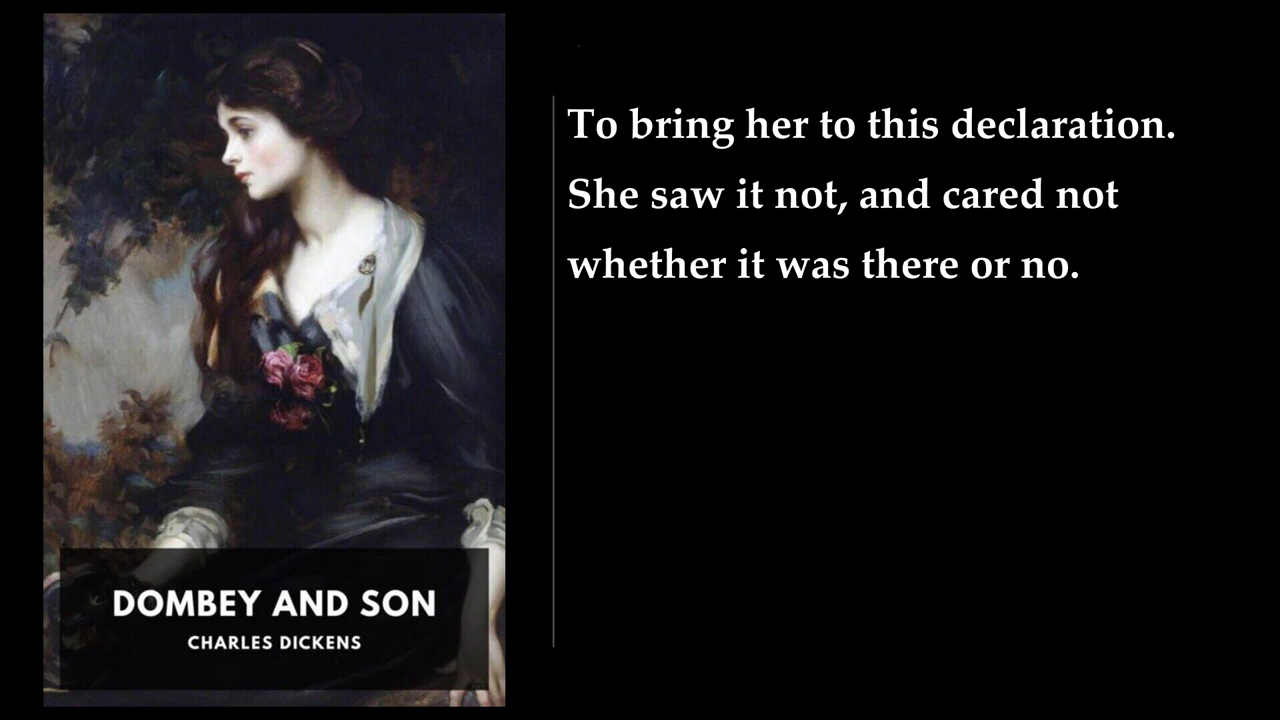 To bring her to this declaration.
She saw it not, and cared not
whether it was there or no.
DOMBEY AND SON
CHARLES DICKENS